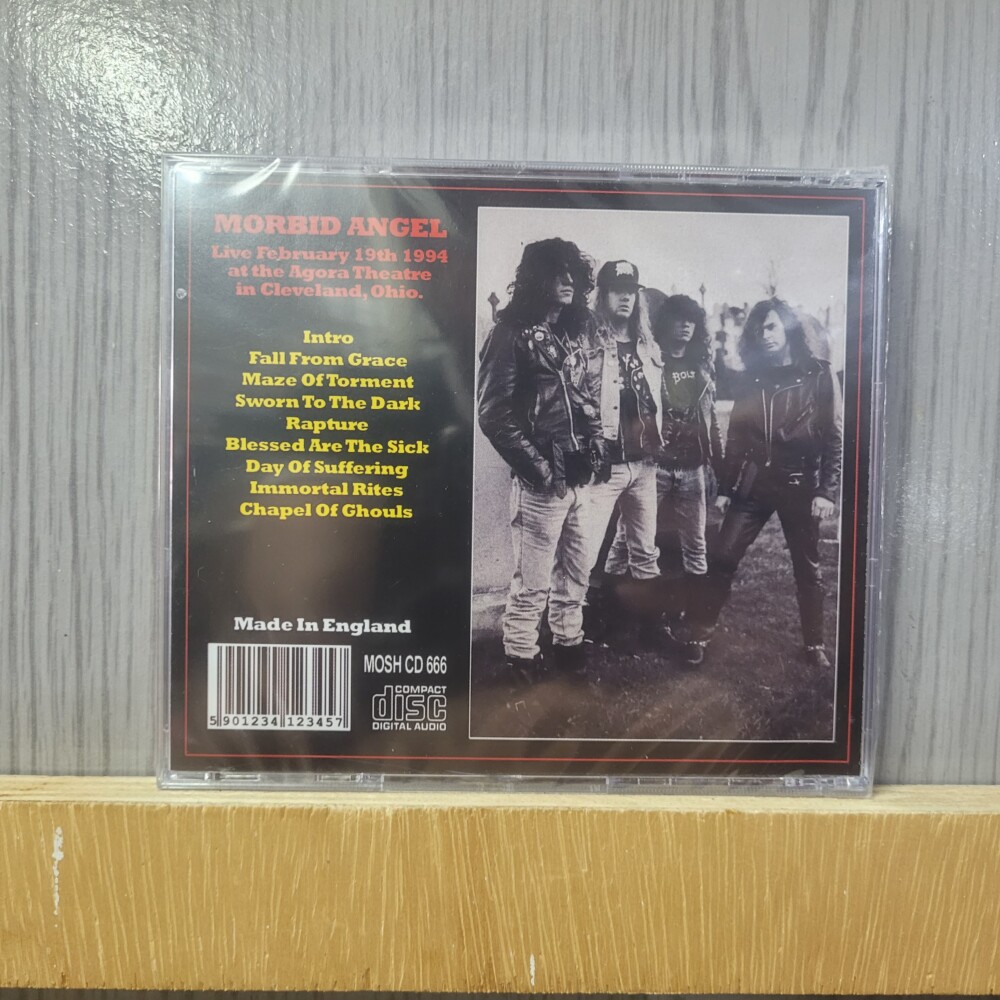 MORBID ANGEL
Live February 19th 1994
at the Agora Theatre
in Cleveland, Ohio.
Intro
Fall From Grace
Maze Of Torment
Sworn To The Dark
Rapture
Blessed Are The Sick
Day Of Suffering
Immortal Rites
Chapel Of Ghouls
Made In England
MOSH CD 666
COMPACT
disc
DIGITAL AUDIO
5 901234 123457
BOLT